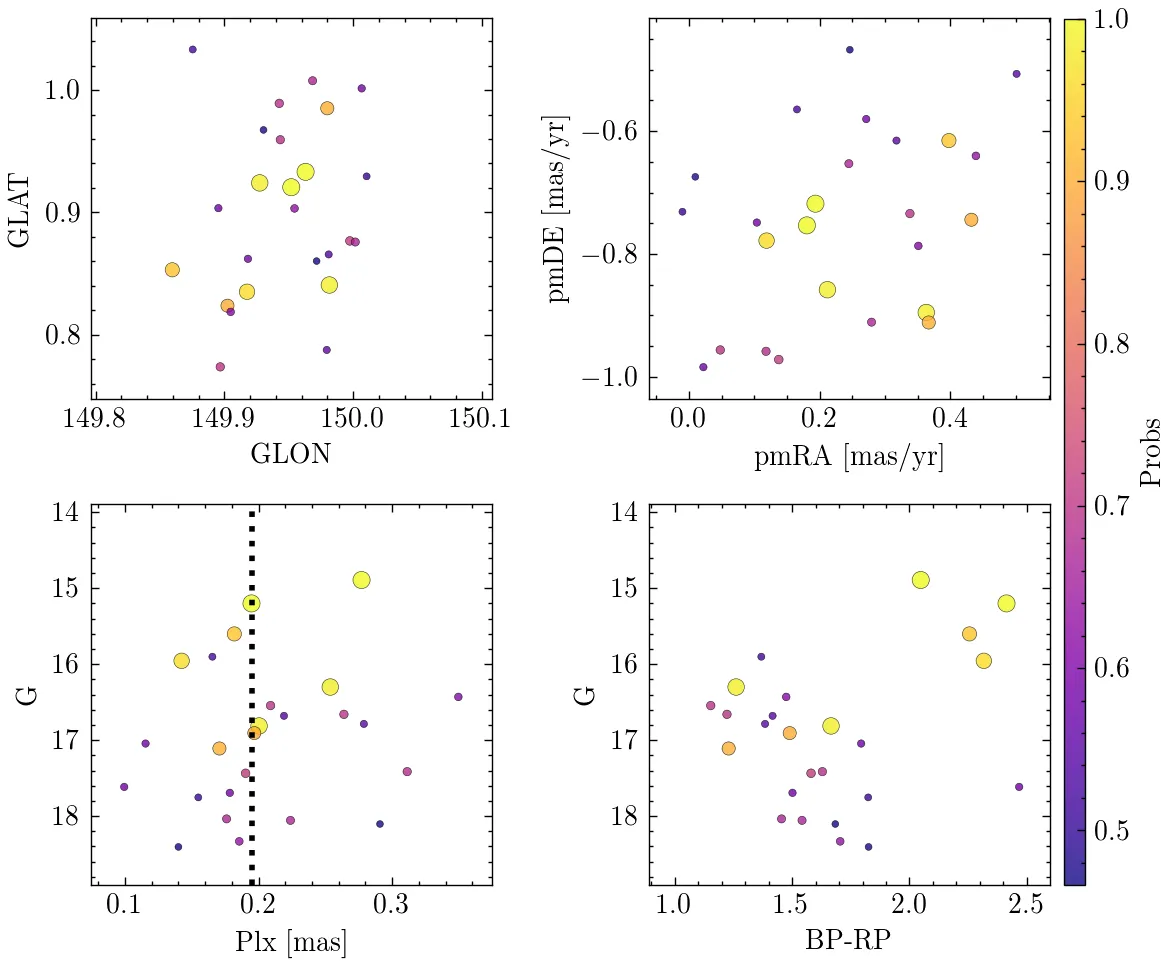 1.0
0.9
0.8
GLAT
149.8 149.9 150.0 150.1
GLON
−0.6
−0.8
−1.0
pmDE [mas/yr]
0.0 0.2 0.4
pmRA [mas/yr]
14
15
16
17
18
G
0.1 0.2 0.3
Plx [mas]
14
15
16
17
18
G
1.0 1.5 2.0 2.5
BP-RP
1.0
0.9
0.8
0.7
0.6
0.5
Probs